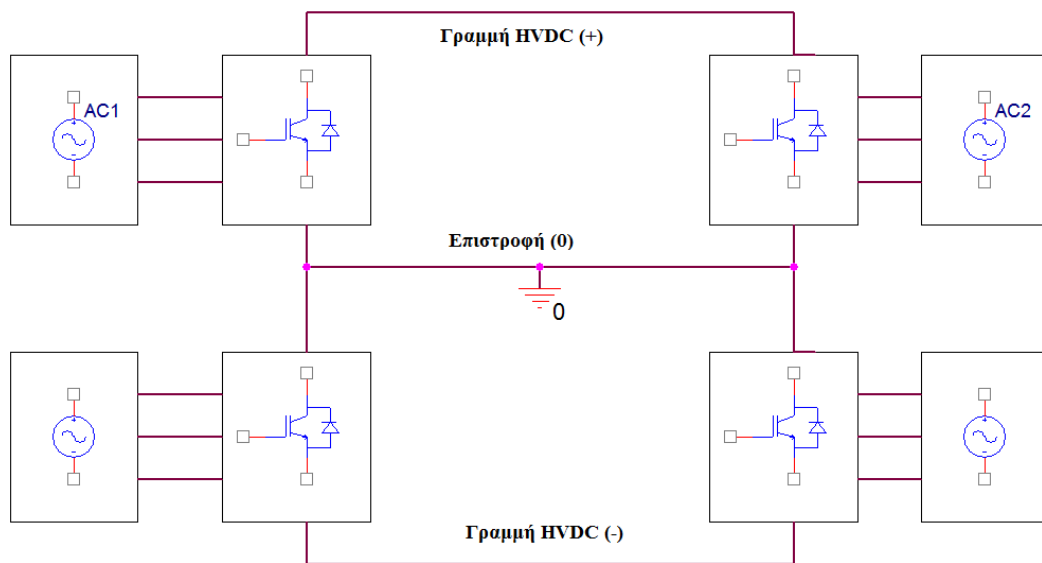 Γραμμή HVDC (+)
AC1
AC2
Επιστροφή (0)
0
Γραμμή HVDC (-)